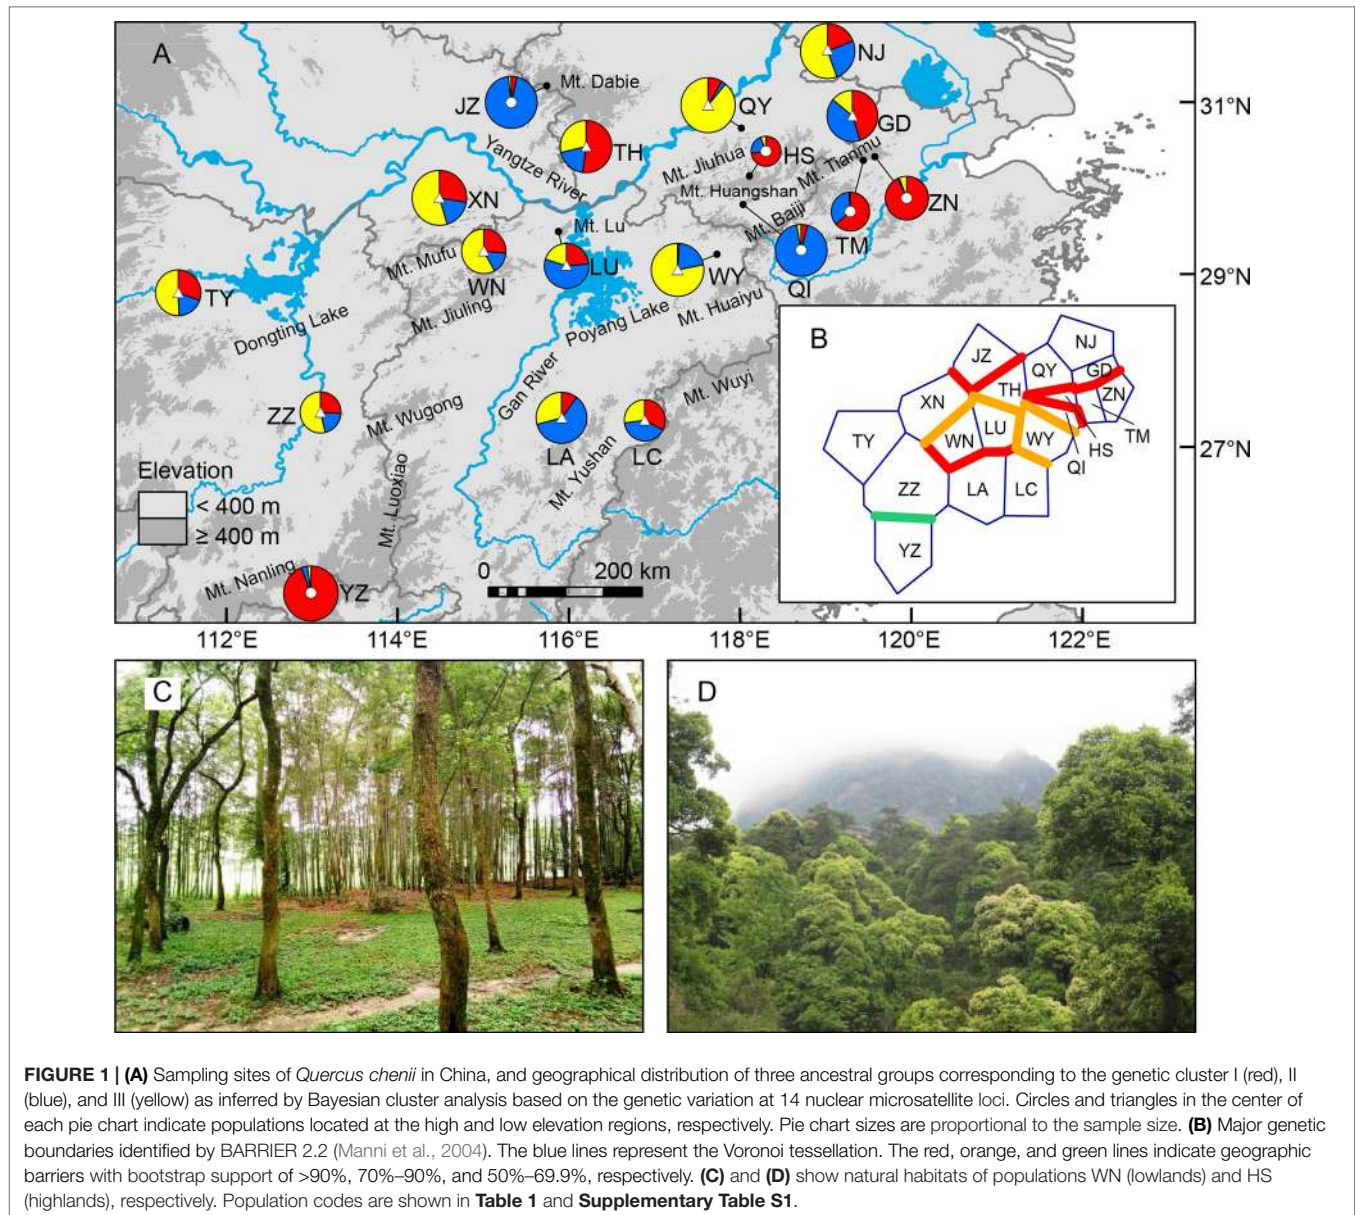 A
NJ
Mt. Dabie
JZ
QY
31°N
GD
Yangtze River
TH
Mt. Jiuhua
HS
Mt. Tianmu
Mt. Huangshan
XN
ZN
Mt. Baiji
TM
Mt. Lu
Mt. Mufu
LU
WY
WN
QI
29°N
TY
Dongting Lake
Mt. Jiuling
Poyang Lake
Mt. Huaiyu
Gan River
Mt. Wuyi
ZZ
Mt. Wugong
LA
LC
27°N
Mt. Yushan
Elevation
< 400 m
≥ 400 m
Mt. Luoxiao
Mt. Nanling
YZ
0 200 km
112°E 114°E 116°E 118°E 120°E 122°E
B
NJ
JZ
QY
GD
TH
ZN
XN
LU
TM
TY
WN
WY
HS
QI
ZZ
LA
LC
YZ
C
D
FIGURE 1 | (A) Sampling sites of Quercus chenii in China, and geographical distribution of three ancestral groups corresponding to the genetic cluster I (red), II
(blue), and III (yellow) as inferred by Bayesian cluster analysis based on the genetic variation at 14 nuclear microsatellite loci. Circles and triangles in the center of
each pie chart indicate populations located at the high and low elevation regions, respectively. Pie chart sizes are proportional to the sample size. (B) Major genetic
boundaries identified by BARRIER 2.2 (Manni et al., 2004). The blue lines represent the Voronoi tessellation. The red, orange, and green lines indicate geographic
barriers with bootstrap support of >90%, 70%–90%, and 50%–69.9%, respectively. (C) and (D) show natural habitats of populations WN (lowlands) and HS
(highlands), respectively. Population codes are shown in Table 1 and Supplementary Table S1.